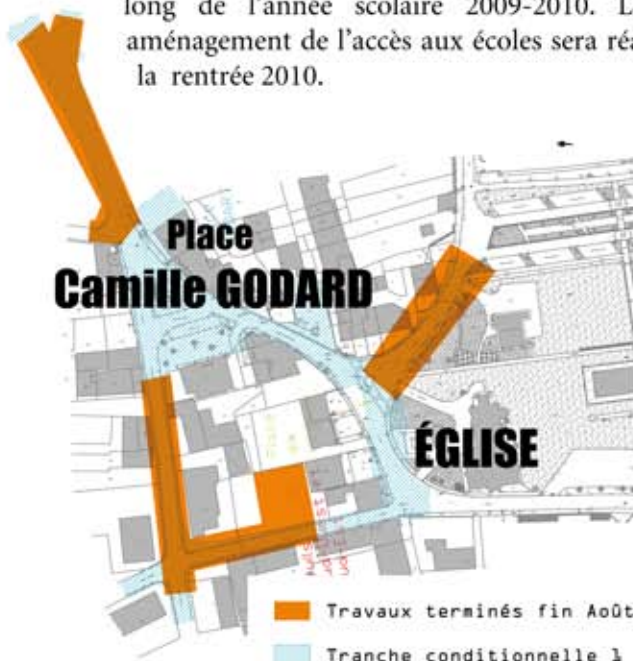 long de l'année scolaire 2009-2010. L
aménagement de l'accès aux écoles sera réa
la rentrée 2010.
Place
Camille GODARD
ÉGLISE
Travaux terminés fin Août
Tranche conditionnelle 1